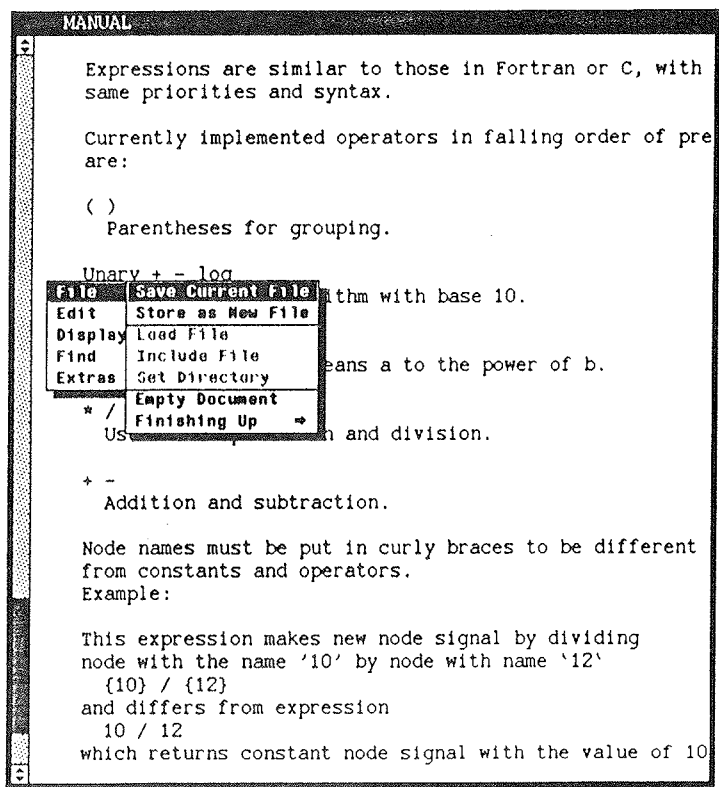 MANUAL
Expressions are similar to those in Fortran or C, with
same priorities and syntax.
Currently implemented operators in falling order of pre
are:
( )
Parentheses for grouping.
Unary + - log
ithm with base 10.
eans a to the power of b.
* /
Us n and division.
+ -
Addition and subtraction.
File
Edit
Display
Find
Extras
Save Current File
Store as New File
Load File
Include File
Set Directory
Empty Document
Finishing Up ⇒
Node names must be put in curly braces to be different
from constants and operators.
Example:
This expression makes new node signal by dividing
node with the name '10' by node with name `12`
{10} / {12}
and differs from expression
10 / 12
which returns constant node signal with the value of 10